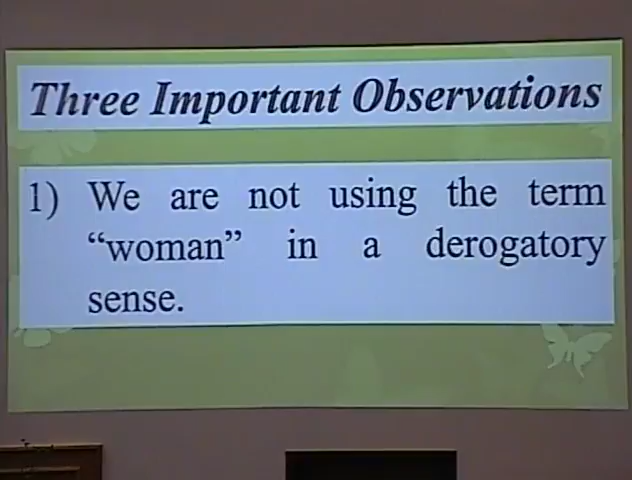 Three Important Observations
1) We are not using the term
“woman” in a derogatory
sense.